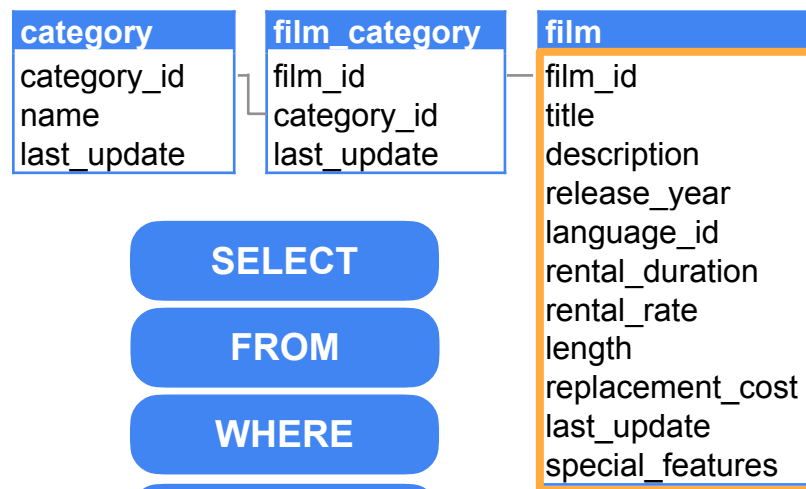 category
category_id
name
last_update
film_category
film_id
category_id
last_update
film
film_id
title
description
release_year
language_id
rental_duration
rental_rate
length
replacement_cost
last_update
special_features
SELECT
FROM
WHERE